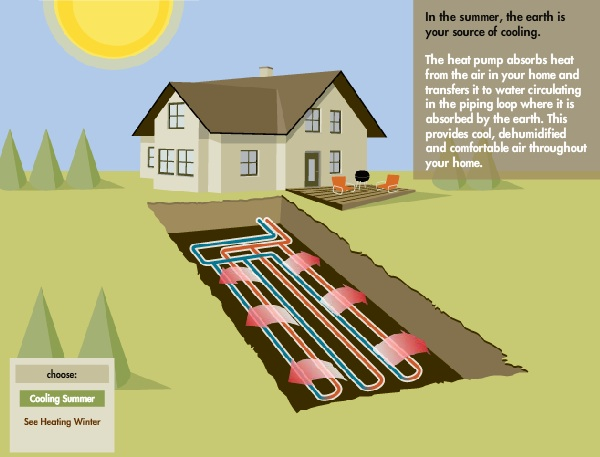 In the summer, the earth is
your source of cooling.
The heat pump absorbs heat
from the air in your home and
transfers it to water circulating
in the piping loop where it is
absorbed by the earth. This
provides cool, dehumidified
and comfortable air throughout
your home.
choose:
Cooling Summer
See Heating Winter